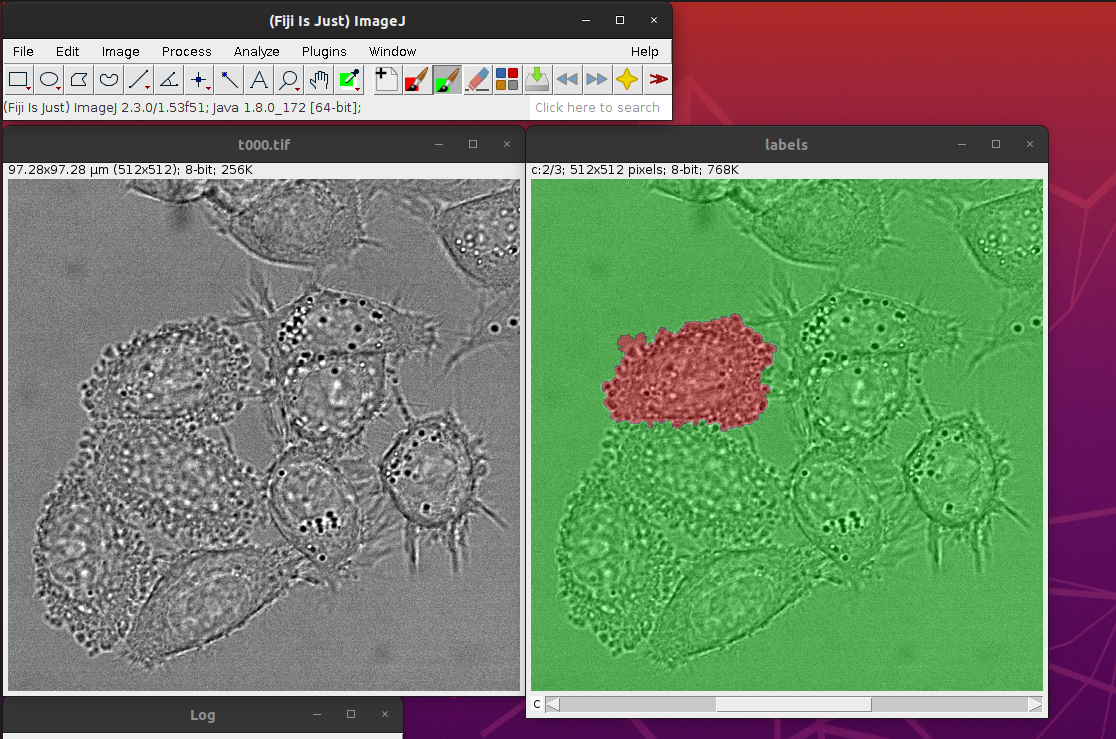 (Fiji Is Just) ImageJ
File Edit Image Process Analyze Plugins Window Help
A
(Fiji Is Just) ImageJ 2.3.0/1.53f51; Java 1.8.0_172 [64-bit]; Click here to search
t000.tif
97.28x97.28 µm (512x512); 8-bit; 256K
labels
c:2/3; 512x512 pixels; 8-bit; 768K
c
Log